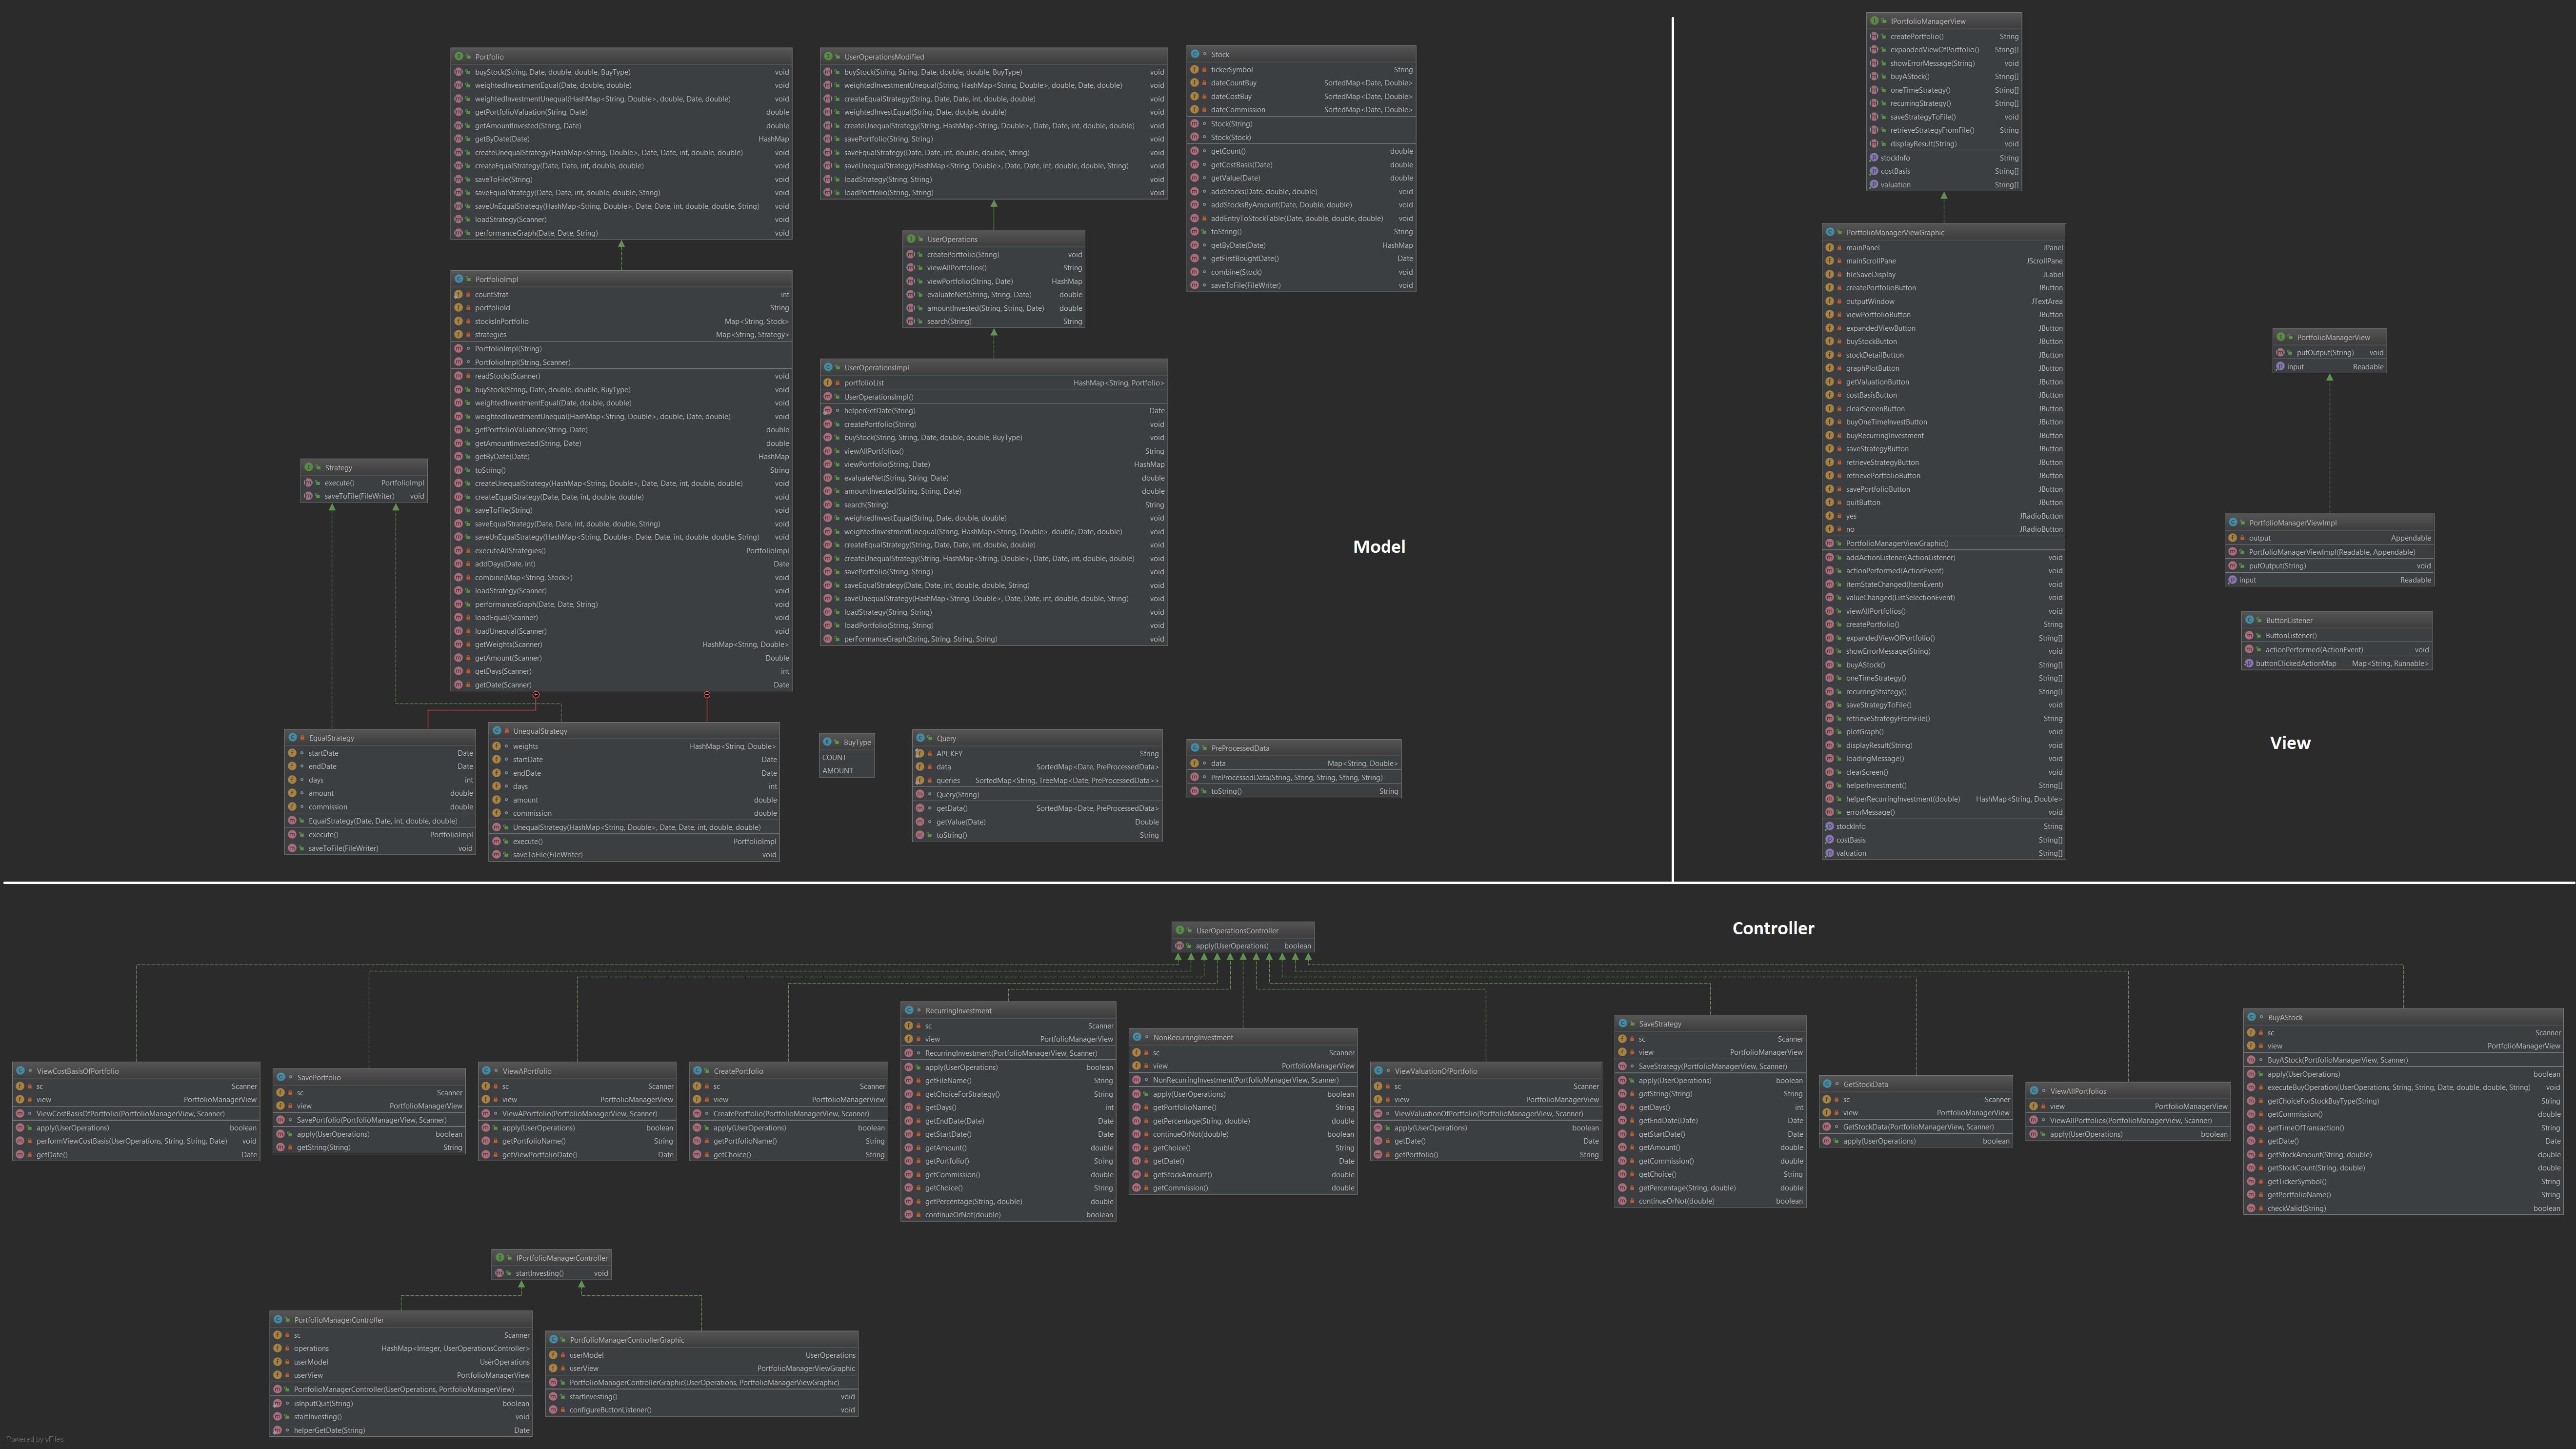 Portfolio
buyStock(String, Date, double, double, BuyType) void
weightedInvestmentEqual(Date, double, double) void
weightedInvestmentUnequal(HashMap<String, Double>, double, Date, double) void
getPortfolioValuation(String, Date) double
getAmountInvested(String, Date) double
getByDate(Date) HashMap
createUnequalStrategy(HashMap<String, Double>, Date, Date, int, double, double) void
createEqualStrategy(Date, Date, int, double, double) void
saveToFile(String) void
saveEqualStrategy(Date, Date, int, double, double, String) void
saveUnEqualStrategy(HashMap<String, Double>, Date, Date, int, double, double, String) void
loadStrategy(Scanner) void
performanceGraph(Date, Date, String) void
UserOperationsModified
buyStock(String, String, Date, double, double, BuyType) void
weightedInvestmentUnequal(String, HashMap<String, Double>, double, Date, double) void
createEqualStrategy(String, Date, Date, int, double, double) void
weightedInvestEqual(String, Date, double, double) void
createUnequalStrategy(String, HashMap<String, Double>, Date, Date, int, double, double) void
savePortfolio(String, String) void
saveEqualStrategy(Date, Date, int, double, double, String) void
saveUnequalStrategy(HashMap<String, Double>, Date, Date, int, double, double, String) void
loadStrategy(String, String) void
loadPortfolio(String, String) void
Stock
tickerSymbol String
dateCountBuy SortedMap<Date, Double>
dateCostBuy SortedMap<Date, Double>
dateCommission SortedMap<Date, Double>
Stock(String)
Stock(Stock)
getCount() double
getCostBasis(Date) double
getValue(Date) double
addStocks(Date, double, double) void
addStocksByAmount(Date, Double, double) void
addEntryToStockTable(Date, double, double, double) void
toString() String
getByDate(Date) HashMap
getFirstBoughtDate() Date
combine(Stock) void
saveToFile(FileWriter) void
UserOperations
createPortfolio(String) void
viewAllPortfolios() String
viewPortfolio(String, Date) HashMap
evaluateNet(String, String, Date) double
amountInvested(String, String, Date) double
search(String) String
PortfolioImpl
countStrat int
portfolioId String
stocksInPortfolio Map<String, Stock>
strategies Map<String, Strategy>
PortfolioImpl(String)
PortfolioImpl(String, Scanner)
readStocks(Scanner) void
buyStock(String, Date, double, double, BuyType) void
weightedInvestmentEqual(Date, double, double) void
weightedInvestmentUnequal(HashMap<String, Double>, double, Date, double) void
getPortfolioValuation(String, Date) double
getAmountInvested(String, Date) double
getByDate(Date) HashMap
toString() String
createUnequalStrategy(HashMap<String, Double>, Date, Date, int, double, double) void
createEqualStrategy(Date, Date, int, double, double) void
saveToFile(String) void
saveEqualStrategy(Date, Date, int, double, double, String) void
saveUnEqualStrategy(HashMap<String, Double>, Date, Date, int, double, double, String) void
executeAllStrategies() PortfolioImpl
addDays(Date, int) Date
combine(Map<String, Stock>) void
loadStrategy(Scanner) void
performanceGraph(Date, Date, String) void
loadEqual(Scanner) void
loadUnequal(Scanner) void
getWeights(Scanner) HashMap<String, Double>
getAmount(Scanner) Double
getDays(Scanner) int
getDate(Scanner) Date
UserOperationsImpl
portfolioList HashMap<String, Portfolio>
UserOperationsImpl()
helperGetDate(String) Date
createPortfolio(String) void
buyStock(String, String, Date, double, double, BuyType) void
viewAllPortfolios() String
viewPortfolio(String, Date) HashMap
evaluateNet(String, String, Date) double
amountInvested(String, String, Date) double
search(String) String
weightedInvestEqual(String, Date, double, double) void
weightedInvestmentUnequal(String, HashMap<String, Double>, double, Date, double) void
createEqualStrategy(String, Date, Date, int, double, double) void
createUnequalStrategy(String, HashMap<String, Double>, Date, Date, int, double, double) void
savePortfolio(String, String) void
saveEqualStrategy(Date, Date, int, double, double, String) void
saveUnequalStrategy(HashMap<String, Double>, Date, Date, int, double, double, String) void
loadStrategy(String, String) void
loadPortfolio(String, String) void
perFormanceGraph(String, String, String, String) void
Strategy
execute() PortfolioImpl
saveToFile(FileWriter) void
EqualStrategy
startDate Date
endDate Date
days int
amount double
commission double
EqualStrategy(Date, Date, int, double, double)
execute() PortfolioImpl
saveToFile(FileWriter) void
UnequalStrategy
weights HashMap<String, Double>
startDate Date
endDate Date
days int
amount double
commission double
UnequalStrategy(HashMap<String, Double>, Date, Date, int, double, double)
execute() PortfolioImpl
saveToFile(FileWriter) void
BuyType
COUNT
AMOUNT
Query
API_KEY String
data SortedMap<Date, PreProcessedData>
queries SortedMap<String, TreeMap<Date, PreProcessedData>>
Query(String)
getData() SortedMap<Date, PreProcessedData>
getValue(Date) Double
toString() String
PreProcessedData
data Map<String, Double>
PreProcessedData(String, String, String, String, String)
toString() String
Model
IPortfolioManagerView
createPortfolio() String
expandedViewOfPortfolio() String[]
showErrorMessage(String) void
buyAStock() String[]
oneTimeStrategy() String[]
recurringStrategy() String[]
saveStrategyToFile() void
retrieveStrategyFromFile() String
displayResult(String) void
stockInfo String
costBasis String[]
valuation String[]
PortfolioManagerViewGraphic
mainPanel JPanel
mainScrollPane JScrollPane
fileSaveDisplay JLabel
createPortfolioButton JButton
outputWindow JTextArea
viewPortfolioButton JButton
expandedViewButton JButton
buyStockButton JButton
stockDetailButton JButton
graphPlotButton JButton
getValuationButton JButton
costBasisButton JButton
clearScreenButton JButton
buyOneTimeInvestButton JButton
buyRecurringInvestment JButton
saveStrategyButton JButton
retrieveStrategyButton JButton
retrievePortfolioButton JButton
savePortfolioButton JButton
quitButton JButton
yes JRadioButton
no JRadioButton
PortfolioManagerViewGraphic()
addActionListener(ActionListener) void
actionPerformed(ActionEvent) void
itemStateChanged(ItemEvent) void
valueChanged(ListSelectionEvent) void
viewAllPortfolios() void
createPortfolio() String
expandedViewOfPortfolio() String[]
showErrorMessage(String) void
buyAStock() String[]
oneTimeStrategy() String[]
recurringStrategy() String[]
saveStrategyToFile() void
retrieveStrategyFromFile() String
plotGraph() void
displayResult(String) void
loadingMessage() void
clearScreen() void
helperInvestment() String[]
helperRecurringInvestment(double) HashMap<String, Double>
errorMessage() void
stockInfo String
costBasis String[]
valuation String[]
PortfolioManagerView
putOutput(String) void
input Readable
PortfolioManagerViewImpl
output Appendable
PortfolioManagerViewImpl(Readable, Appendable)
putOutput(String) void
input Readable
ButtonListener
ButtonListener()
actionPerformed(ActionEvent) void
buttonClickedActionMap Map<String, Runnable>
View
Controller
UserOperationsController
apply(UserOperations) boolean
ViewCostBasisOfPortfolio
sc Scanner
view PortfolioManagerView
ViewCostBasisOfPortfolio(PortfolioManagerView, Scanner)
apply(UserOperations) boolean
performViewCostBasis(UserOperations, String, String, Date) void
getDate() Date
SavePortfolio
sc Scanner
view PortfolioManagerView
SavePortfolio(PortfolioManagerView, Scanner)
apply(UserOperations) boolean
getString(String) String
ViewAPortfolio
sc Scanner
view PortfolioManagerView
ViewAPortfolio(PortfolioManagerView, Scanner)
apply(UserOperations) boolean
getPortfolioName() String
getViewPortfolioDate() Date
CreatePortfolio
sc Scanner
view PortfolioManagerView
CreatePortfolio(PortfolioManagerView, Scanner)
apply(UserOperations) boolean
getPortfolioName() String
getChoice() String
RecurringInvestment
sc Scanner
view PortfolioManagerView
RecurringInvestment(PortfolioManagerView, Scanner)
apply(UserOperations) boolean
getFileName() String
getChoiceForStrategy() String
getDays() int
getEndDate(Date) Date
getStartDate() Date
getAmount() double
getPortfolio() String
getCommission() double
getChoice() String
getPercentage(String, double) double
continueOrNot(double) boolean
NonRecurringInvestment
sc Scanner
view PortfolioManagerView
NonRecurringInvestment(PortfolioManagerView, Scanner)
apply(UserOperations) boolean
getPortfolioName() String
getPercentage(String, double) double
continueOrNot(double) boolean
getChoice() String
getDate() Date
getStockAmount() double
getCommission() double
ViewValuationOfPortfolio
sc Scanner
view PortfolioManagerView
ViewValuationOfPortfolio(PortfolioManagerView, Scanner)
apply(UserOperations) boolean
getDate() Date
getPortfolio() String
SaveStrategy
sc Scanner
view PortfolioManagerView
SaveStrategy(PortfolioManagerView, Scanner)
apply(UserOperations) boolean
getString(String) String
getDays() int
getEndDate(Date) Date
getStartDate() Date
getAmount() double
getCommission() double
getChoice() String
getPercentage(String, double) double
continueOrNot(double) boolean
GetStockData
sc Scanner
view PortfolioManagerView
GetStockData(PortfolioManagerView, Scanner)
apply(UserOperations) boolean
ViewAllPortfolios
view PortfolioManagerView
ViewAllPortfolios(PortfolioManagerView, Scanner)
apply(UserOperations) boolean
BuyAStock
sc Scanner
view PortfolioManagerView
BuyAStock(PortfolioManagerView, Scanner)
apply(UserOperations) boolean
executeBuyOperation(UserOperations, String, String, Date, double, double, String) void
getChoiceForStockBuyType(String) String
getCommission() double
getTimeOfTransaction() String
getDate() Date
getStockAmount(String, double) double
getStockCount(String, double) double
getTickerSymbol() String
getPortfolioName() String
checkValid(String) boolean
IPortfolioManagerController
startInvesting() void
PortfolioManagerController
sc Scanner
operations HashMap<Integer, UserOperationsController>
userModel UserOperations
userView PortfolioManagerView
PortfolioManagerController(UserOperations, PortfolioManagerView)
isInputQuit(String) boolean
startInvesting() void
helperGetDate(String) Date
PortfolioManagerControllerGraphic
userModel UserOperations
userView PortfolioManagerViewGraphic
PortfolioManagerControllerGraphic(UserOperations, PortfolioManagerViewGraphic)
startInvesting() void
configureButtonListener() void
Powered by yFiles